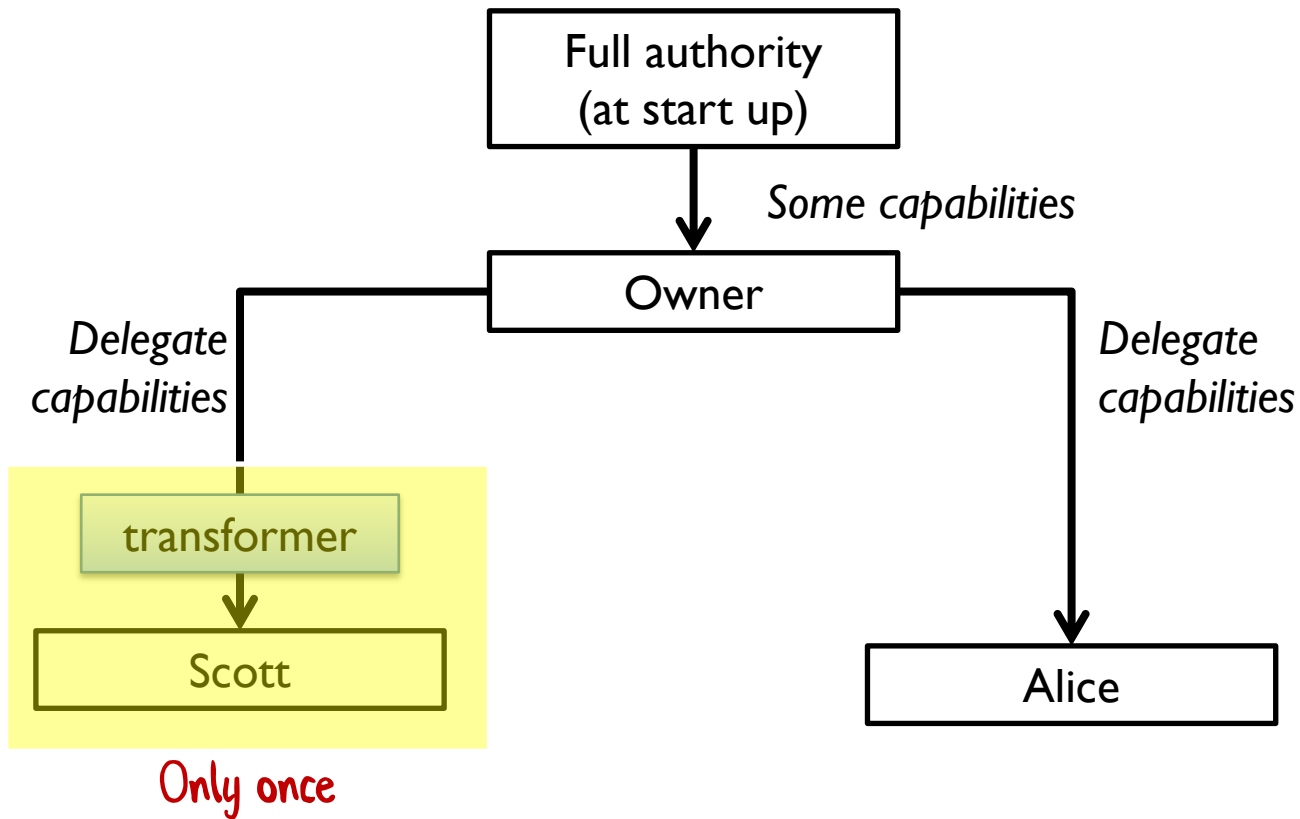 Full authority
(at start up)
Some capabilities
Owner
Delegate
capabilities
Delegate
capabilities
transformer
Scott
Alice
Only once